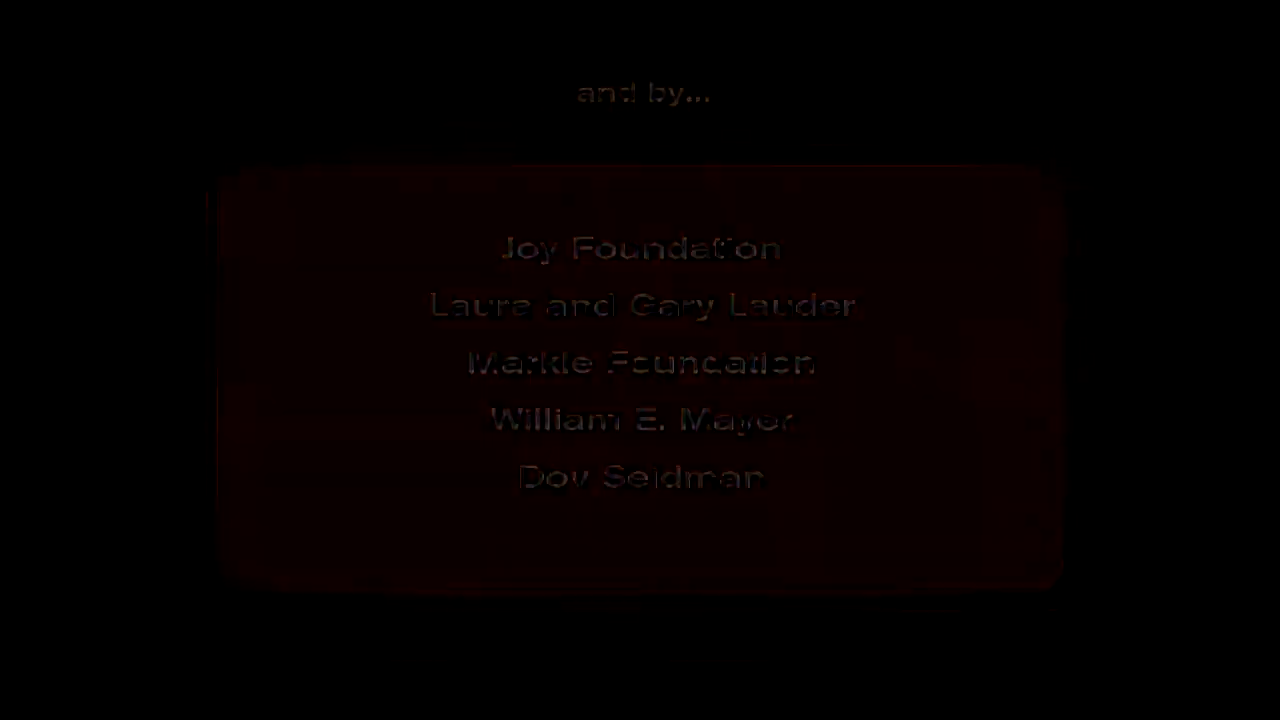 and by...
Joy Foundation
Laura and Gary Lauder
Markle Foundation
William E. Mayer
Dov Seidman